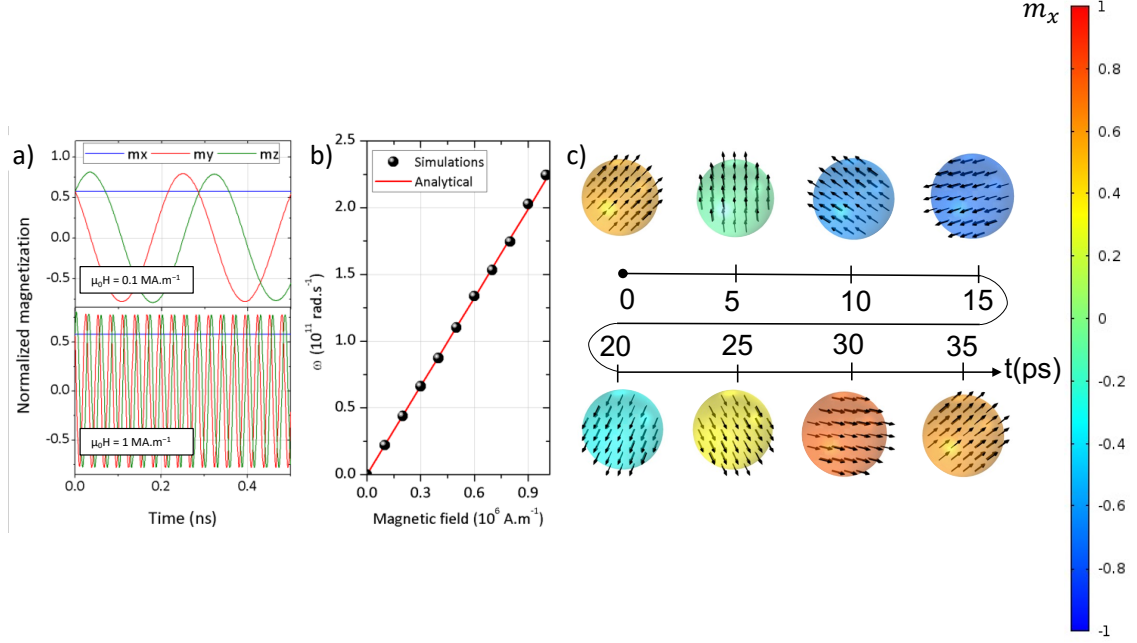 a)
mx my mz
1.0
0.5
0.0
-0.5
μ₀H = 0.1 MA.m⁻¹
0.5
0.0
-0.5
μ₀H = 1 MA.m⁻¹
0.0 0.2 0.4
Time (ns)
Normalized magnetization
b)
Simulations
Analytical
2.5
2.0
1.5
1.0
0.5
0.0
0.0 0.3 0.6 0.9
Magnetic field (10⁶ A.m⁻¹)
ω (10¹¹ rad.s⁻¹)
c)
0 5 10 15
20 25 30 35
t(ps)
mₓ
1
0.8
0.6
0.4
0.2
0
-0.2
-0.4
-0.6
-0.8
-1